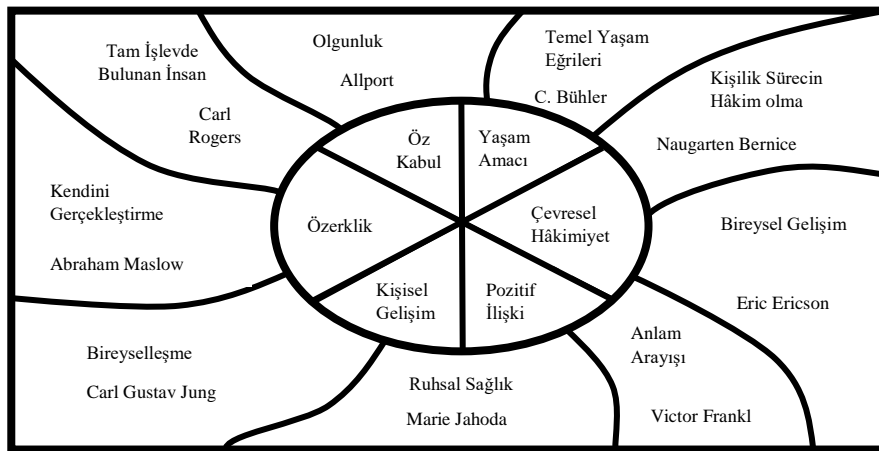 Tam İşlevde
Bulunan İnsan
Carl
Rogers
Olgunluk
Allport
Temel Yaşam
Eğrileri
C. Bühler
Kişilik Sürecin
Hâkim olma
Naugarten Bernice
Öz
Kabul
Yaşam
Amacı
Kendini
Gerçekleştirme
Abraham Maslow
Özerklik
Çevresel
Hâkimiyet
Bireysel Gelişim
Eric Ericson
Kişisel
Gelişim
Pozitif
İlişki
Bireyselleşme
Carl Gustav Jung
Ruhsal Sağlık
Marie Jahoda
Anlam
Arayışı
Victor Frankl